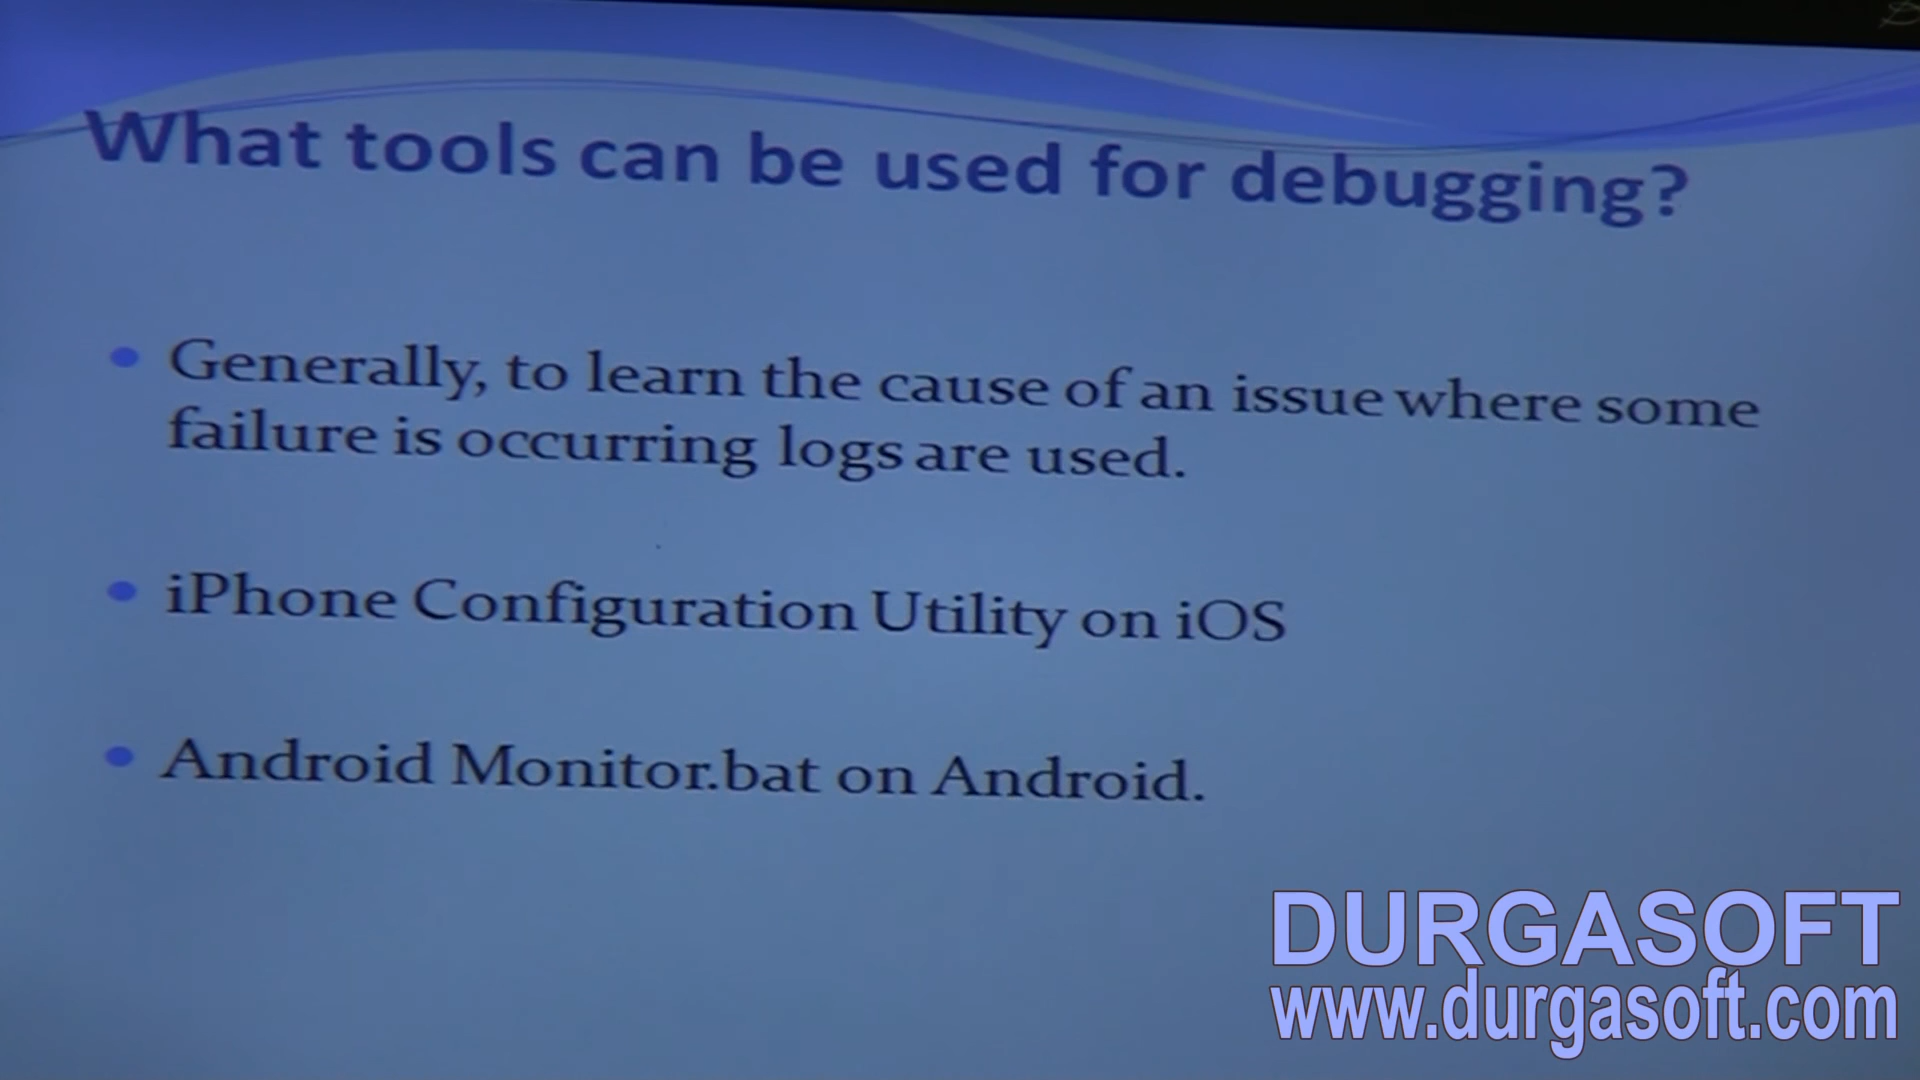 What tools can be used for debugging?
Generally, to learn the cause of an issue where some
failure is occurring logs are used.
iPhone Configuration Utility on iOS
Android Monitor.bat on Android.
DURGASOFT
www.durgasoft.com